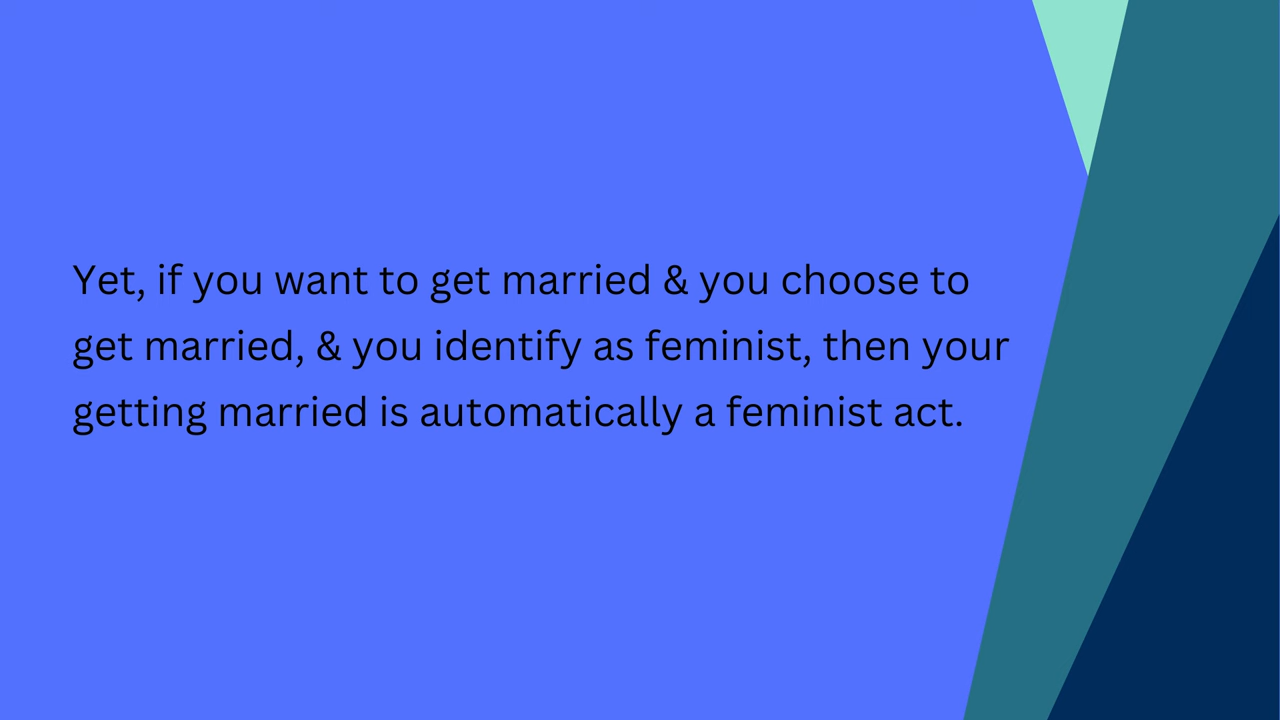 Yet, if you want to get married & you choose to
get married, & you identify as feminist, then your
getting married is automatically a feminist act.